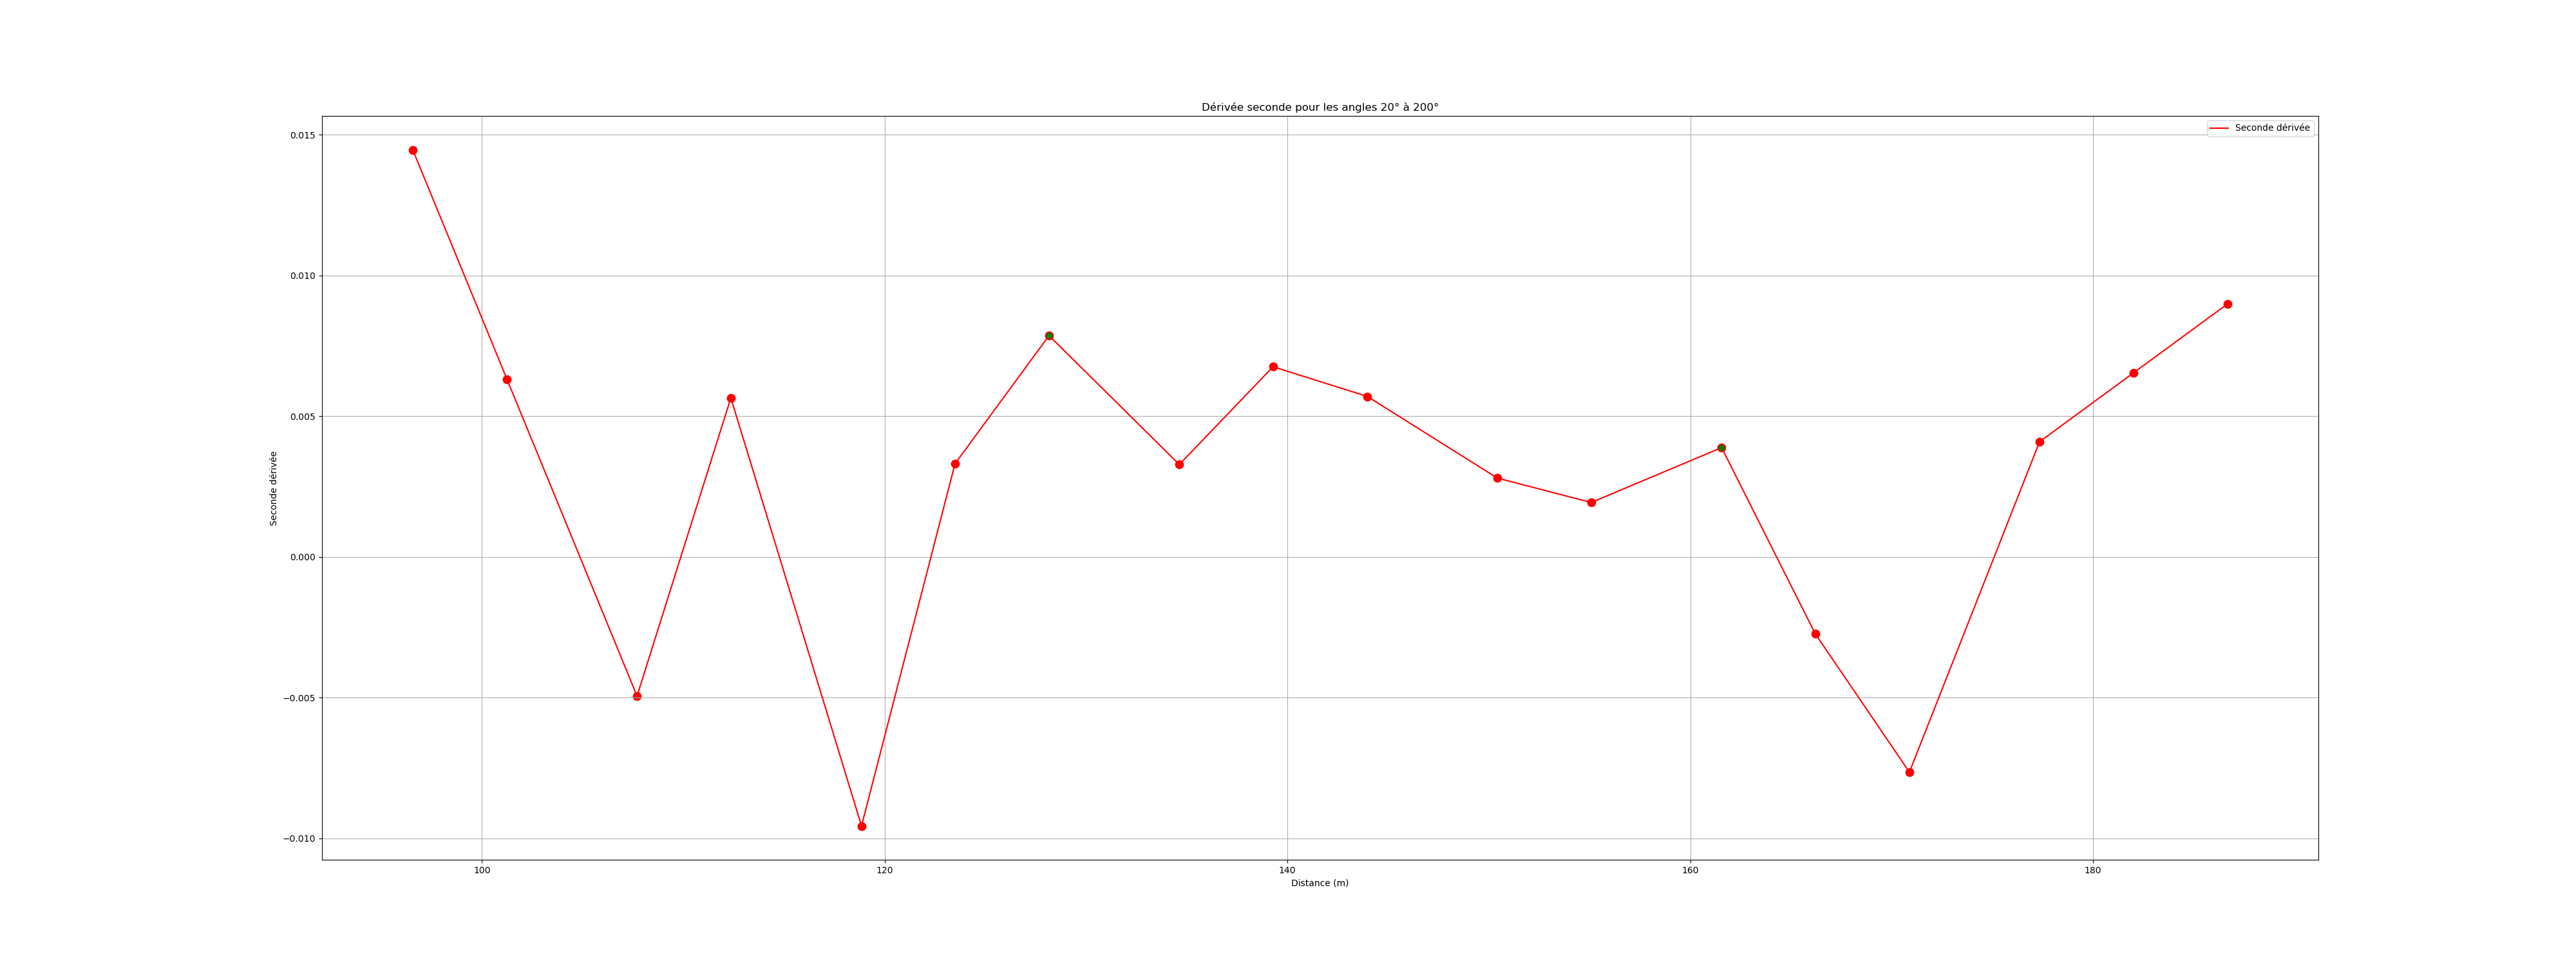 Dérivée seconde pour les angles 20° à 200°
Seconde dérivée
0.015
0.010
0.005
0.000
−0.005
−0.010
Seconde dérivée
100
120
140
160
180
Distance (m)